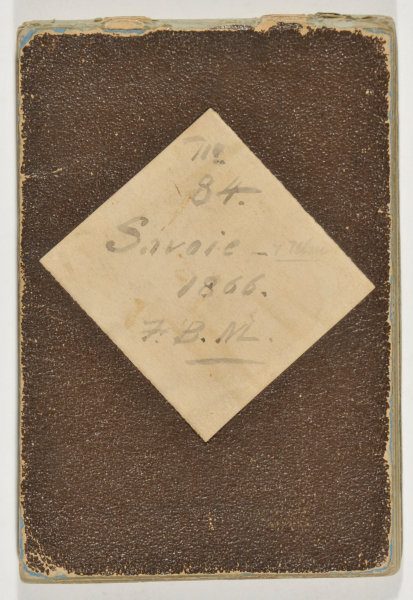 No
84.
Savoie –
1866.
F. B. M.